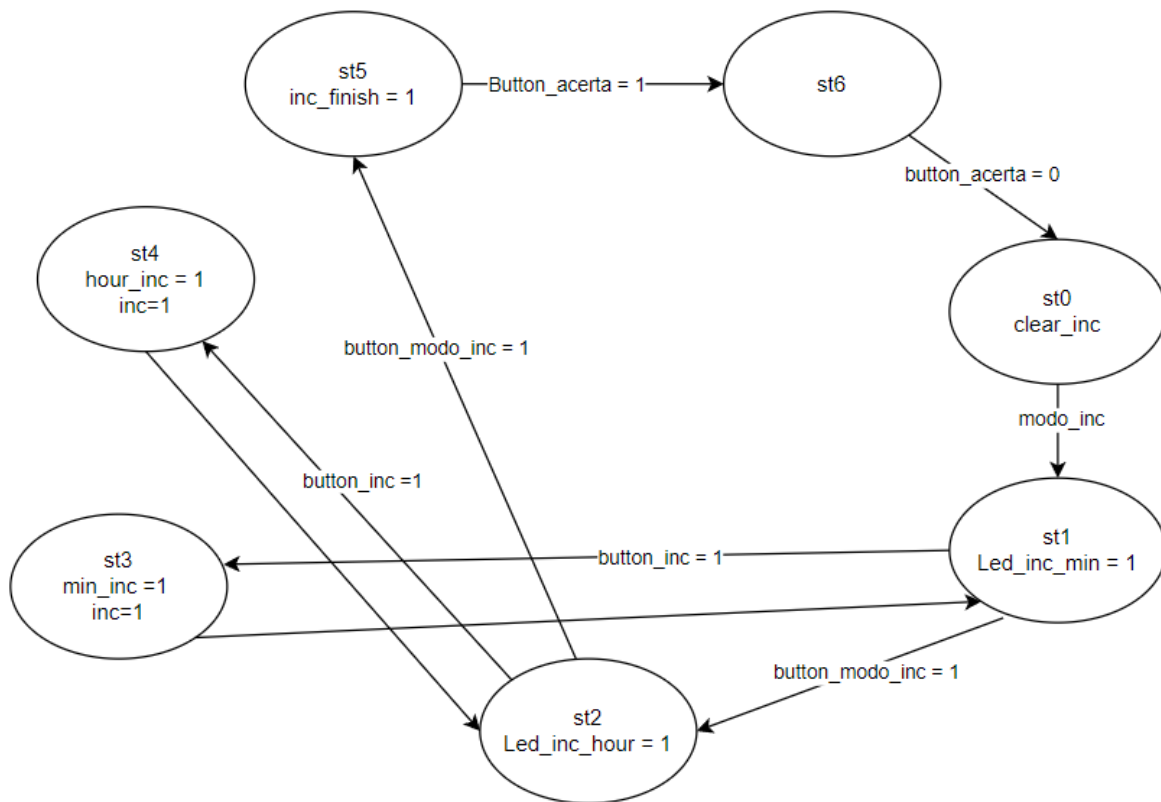 st5
inc_finish = 1
Button_acerta = 1
st6
button_acerta = 0
st4
hour_inc = 1
inc=1
st0
clear_inc
button_modo_inc = 1
modo_inc
button_inc =1
st3
min_inc =1
inc=1
button_inc = 1
st1
Led_inc_min = 1
button_modo_inc = 1
st2
Led_inc_hour = 1